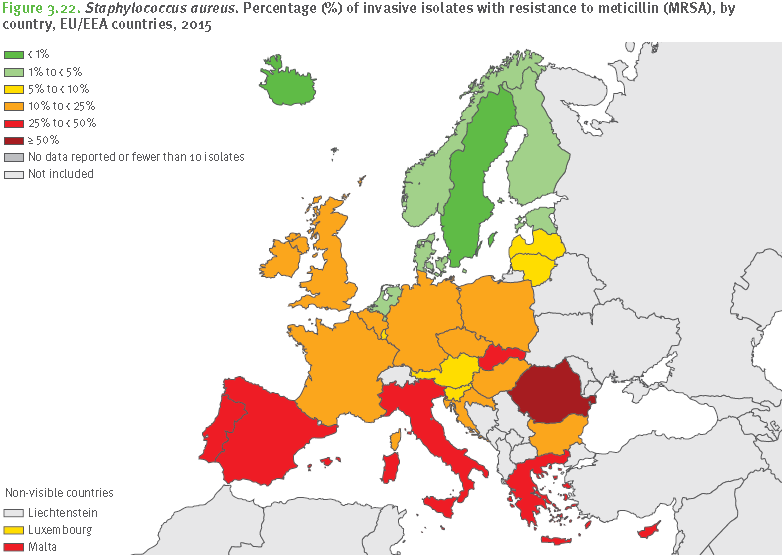 Figure 3.22. Staphylococcus aureus. Percentage (%) of invasive isolates with resistance to meticillin (MRSA), by
country, EU/EEA countries, 2015
< 1%
1% to < 5%
5% to < 10%
10% to < 25%
25% to < 50%
≥ 50%
No data reported or fewer than 10 isolates
Not included
Non-visible countries
Liechtenstein
Luxembourg
Malta